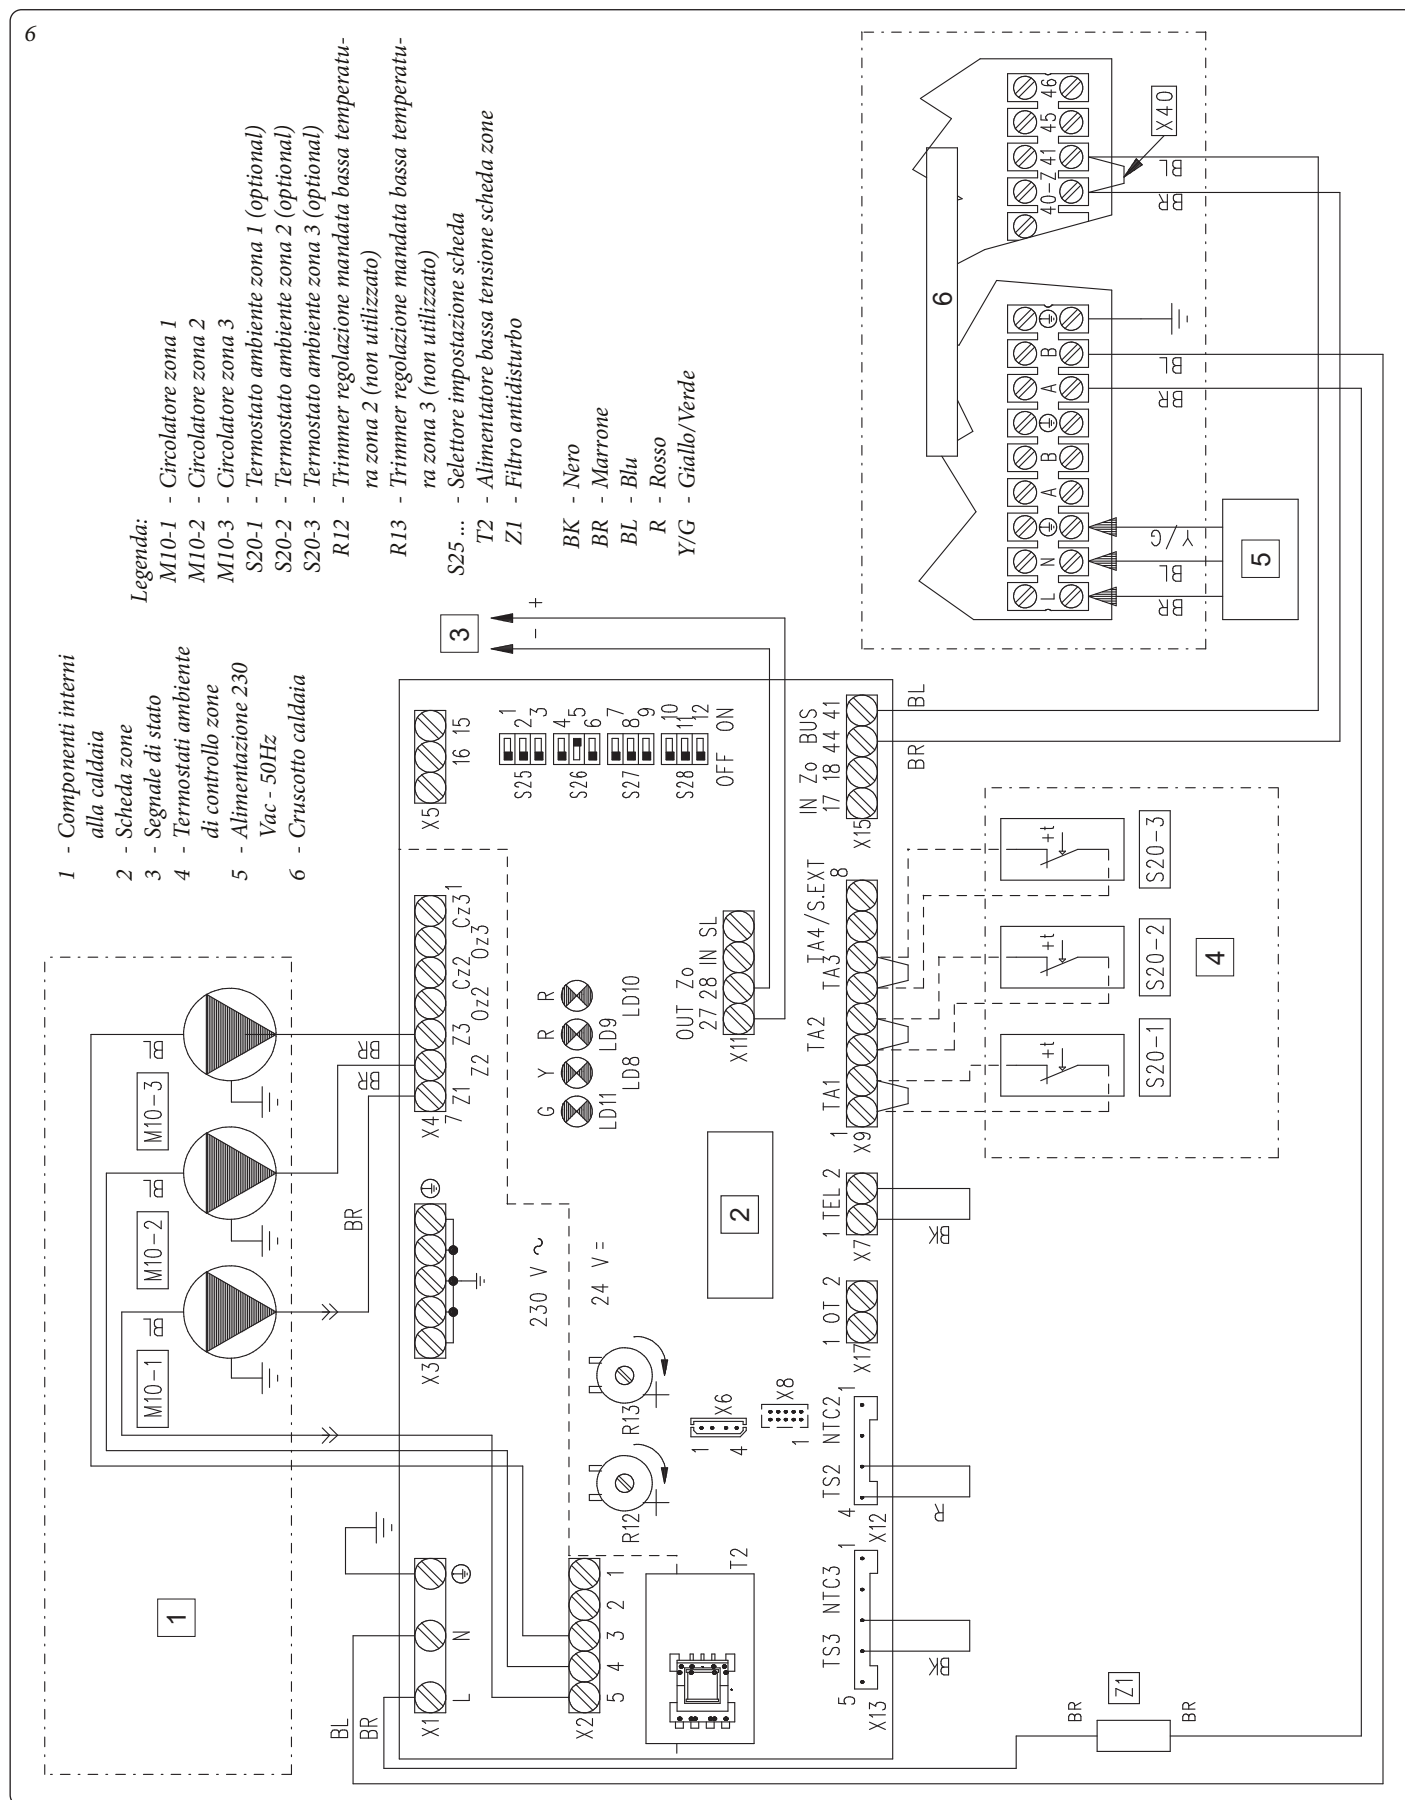 6
1 - Componenti interni
alla caldaia
2 - Scheda zone
3 - Segnale di stato
4 - Termostati ambiente
di controllo zone
5 - Alimentazione 230
Vac - 50Hz
6 - Cruscotto caldaia
Legenda:
M10-1 - Circolatore zona 1
M10-2 - Circolatore zona 2
M10-3 - Circolatore zona 3
S20-1 - Termostato ambiente zona 1 (optional)
S20-2 - Termostato ambiente zona 2 (optional)
S20-3 - Termostato ambiente zona 3 (optional)
R12 - Trimmer regolazione mandata bassa temperatu-
ra zona 2 (non utilizzato)
R13 - Trimmer regolazione mandata bassa temperatu-
ra zona 3 (non utilizzato)
S25 ... - Selettore impostazione scheda
T2 - Alimentatore bassa tensione scheda zone
Z1 - Filtro antidisturbo
BK - Nero
BR - Marrone
BL - Blu
R - Rosso
Y/G - Giallo/Verde
1
M10-1
M10-2
M10-3
BL
BL
BL
BR
BR
BR
BL
BR
X1
L
N
X3
X4
7
Z1
Z2
Z3
Oz2
Cz2
Oz3
Cz3
1
X5
16 15
X2
5 4 3 2 1
230 V ~
24 V =
R12
R13
T2
X6
1
4
X8
1
2
G Y R R
LD11 LD8 LD9 LD10
X11
OUT Zo
27 28 IN SL
S25
S26
S27
S28
1
2
3
4
5
6
7
8
9
10
11
12
OFF ON
3
- +
X13
5 TS3 NTC3 1
BK
X12
4 TS2 NTC2 1
R
X17
1 OT 2
X7
1 TEL 2
BK
X9
1 TA1 TA2 TA3 TA4/S.EXT 8
X15
IN Zo BUS
17 18 44 41
BR
BL
+t
+t
+t
S20-1
S20-2
S20-3
4
BR
Z1
BR
5
BR
BL
Y/G
L N A B A B
BR
BL
6
40-Z 41 45 46
BR
BL
X40